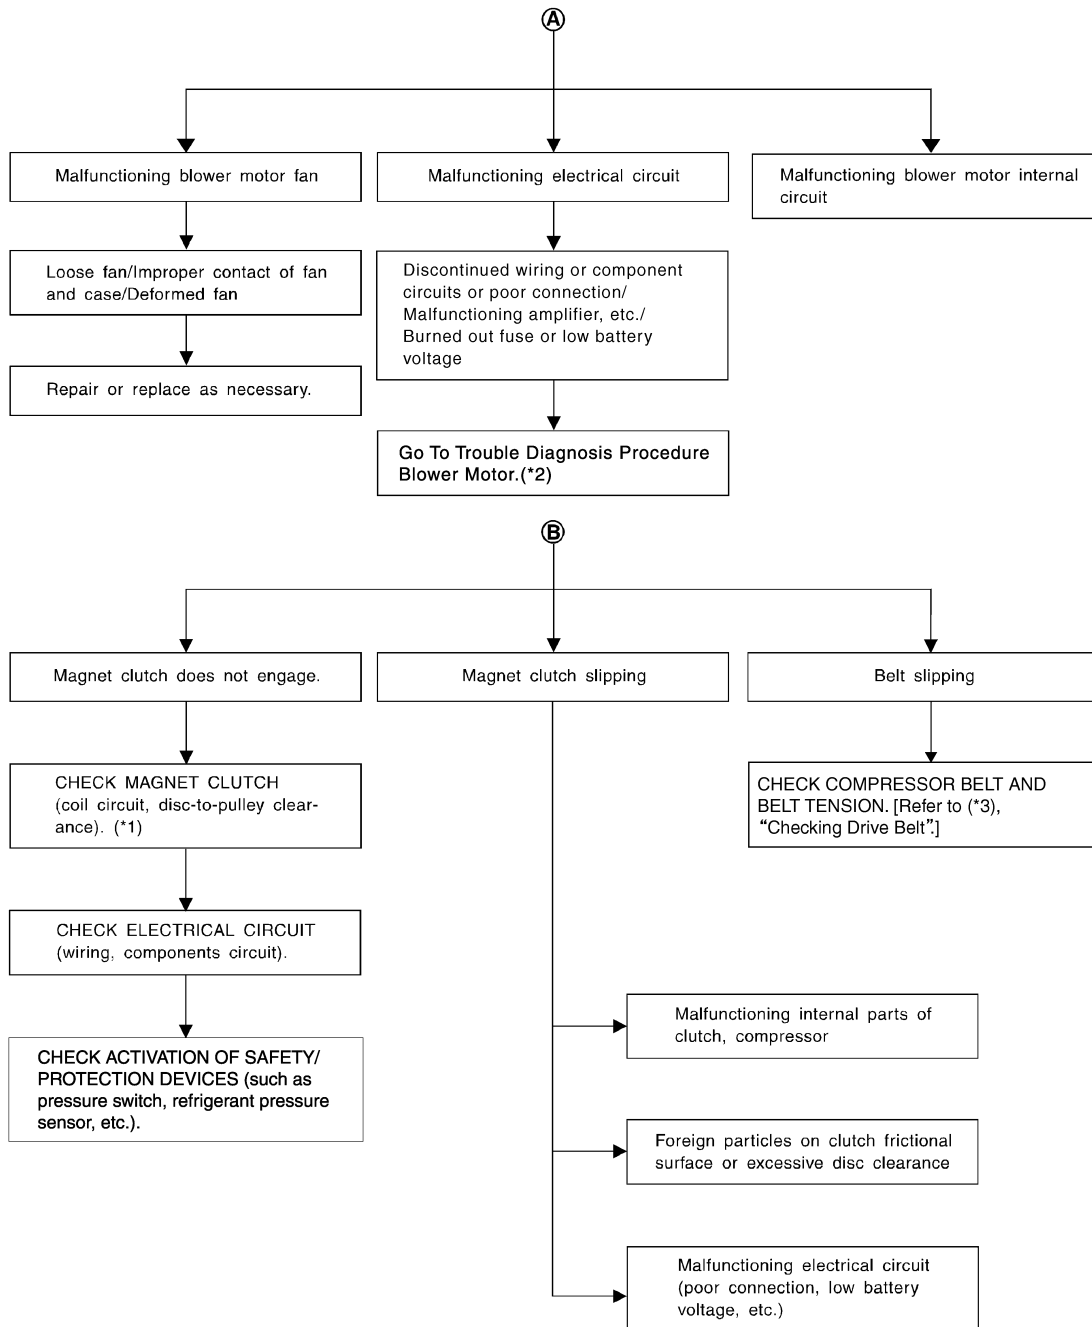 A
Malfunctioning blower motor fan
Malfunctioning electrical circuit
Malfunctioning blower motor internal
circuit
Loose fan/Improper contact of fan
and case/Deformed fan
Discontinued wiring or component
circuits or poor connection/
Malfunctioning amplifier, etc./
Burned out fuse or low battery
voltage
Repair or replace as necessary.
Go To Trouble Diagnosis Procedure
Blower Motor.(*2)
B
Magnet clutch does not engage.
Magnet clutch slipping
Belt slipping
CHECK MAGNET CLUTCH
(coil circuit, disc-to-pulley clear-
ance). (*1)
CHECK COMPRESSOR BELT AND
BELT TENSION. [Refer to (*3),
“Checking Drive Belt”.]
CHECK ELECTRICAL CIRCUIT
(wiring, components circuit).
CHECK ACTIVATION OF SAFETY/
PROTECTION DEVICES (such as
pressure switch, refrigerant pressure
sensor, etc.).
Malfunctioning internal parts of
clutch, compressor
Foreign particles on clutch frictional
surface or excessive disc clearance
Malfunctioning electrical circuit
(poor connection, low battery
voltage, etc.)